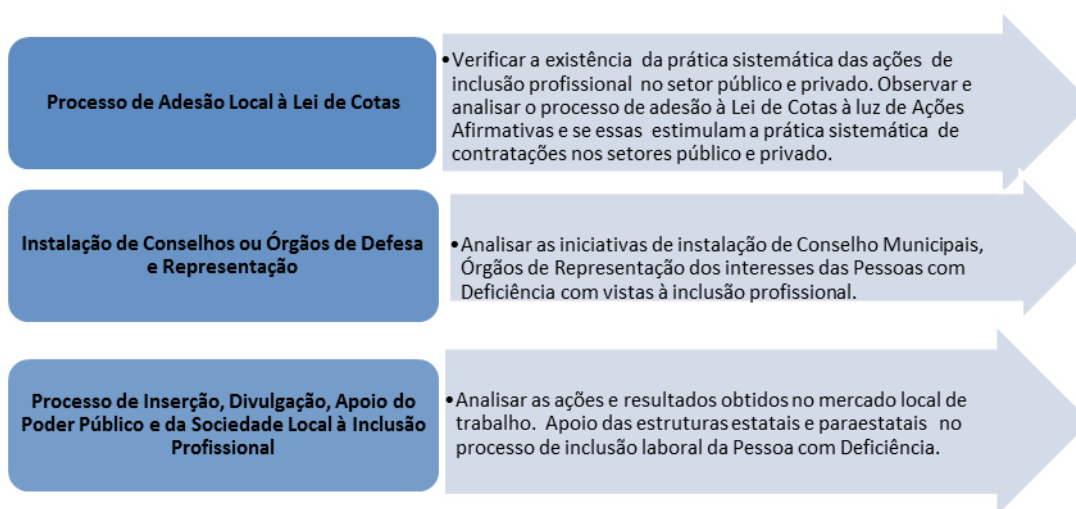 Processo de Adesão Local à Lei de Cotas
•Verificar a existência da prática sistemática das ações de
inclusão profissional no setor público e privado. Observar e
analisar o processo de adesão à Lei de Cotas à luz de Ações
Afirmativas e se essas estimulam a prática sistemática de
contratações nos setores público e privado.
Instalação de Conselhos ou Órgãos de Defesa
e Representação
•Analisar as iniciativas de instalação de Conselho Municipais,
Órgãos de Representação dos interesses das Pessoas com
Deficiência com vistas à inclusão profissional.
Processo de Inserção, Divulgação, Apoio do
Poder Público e da Sociedade Local à Inclusão
Profissional
•Analisar as ações e resultados obtidos no mercado local de
trabalho. Apoio das estruturas estatais e paraestatais no
processo de inclusão laboral da Pessoa com Deficiência.